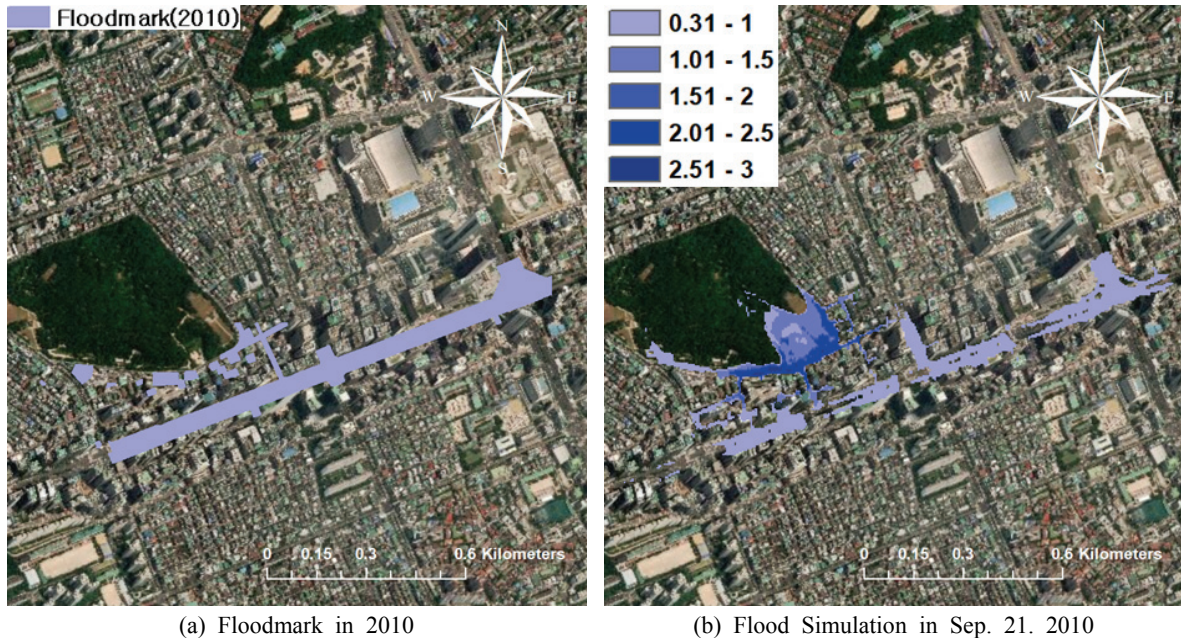 Floodmark(2010)
N
W
E
S
0
0.15
0.3
0.6 Kilometers
(a) Floodmark in 2010
0.31 - 1
1.01 - 1.5
1.51 - 2
2.01 - 2.5
2.51 - 3
N
W
E
S
0
0.15
0.3
0.6 Kilometers
(b) Flood Simulation in Sep. 21. 2010